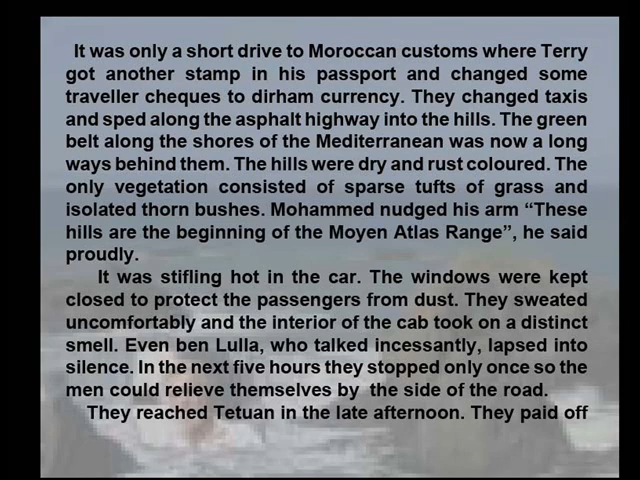 It was only a short drive to Moroccan customs where Terry
got another stamp in his passport and changed some
traveller cheques to dirham currency. They changed taxis
and sped along the asphalt highway into the hills. The green
belt along the shores of the Mediterranean was now a long
ways behind them. The hills were dry and rust coloured. The
only vegetation consisted of sparse tufts of grass and
isolated thorn bushes. Mohammed nudged his arm “These
hills are the beginning of the Moyen Atlas Range”, he said
proudly.
It was stifling hot in the car. The windows were kept
closed to protect the passengers from dust. They sweated
uncomfortably and the interior of the cab took on a distinct
smell. Even ben Lulla, who talked incessantly, lapsed into
silence. In the next five hours they stopped only once so the
men could relieve themselves by the side of the road.
They reached Tetuan in the late afternoon. They paid off